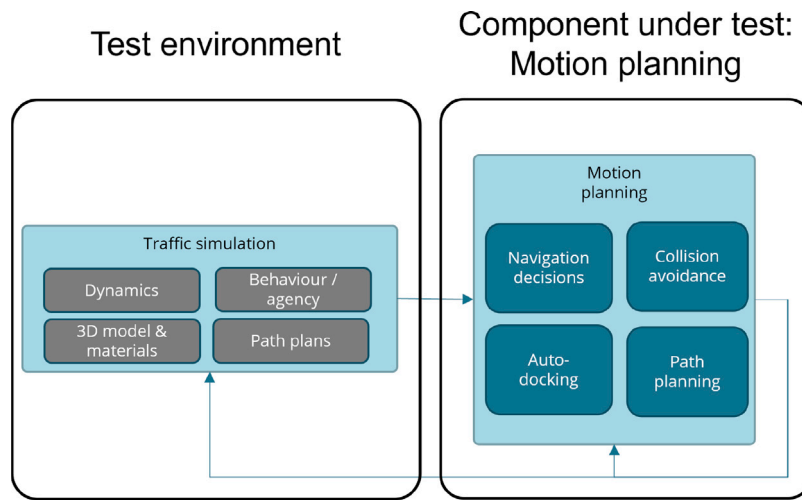 Test environment
Component under test:
Motion planning
Motion
planning
Traffic simulation
Navigation
decisions
Collision
avoidance
Dynamics
Behaviour /
agency
3D model &
materials
Path plans
Auto-
docking
Path
planning